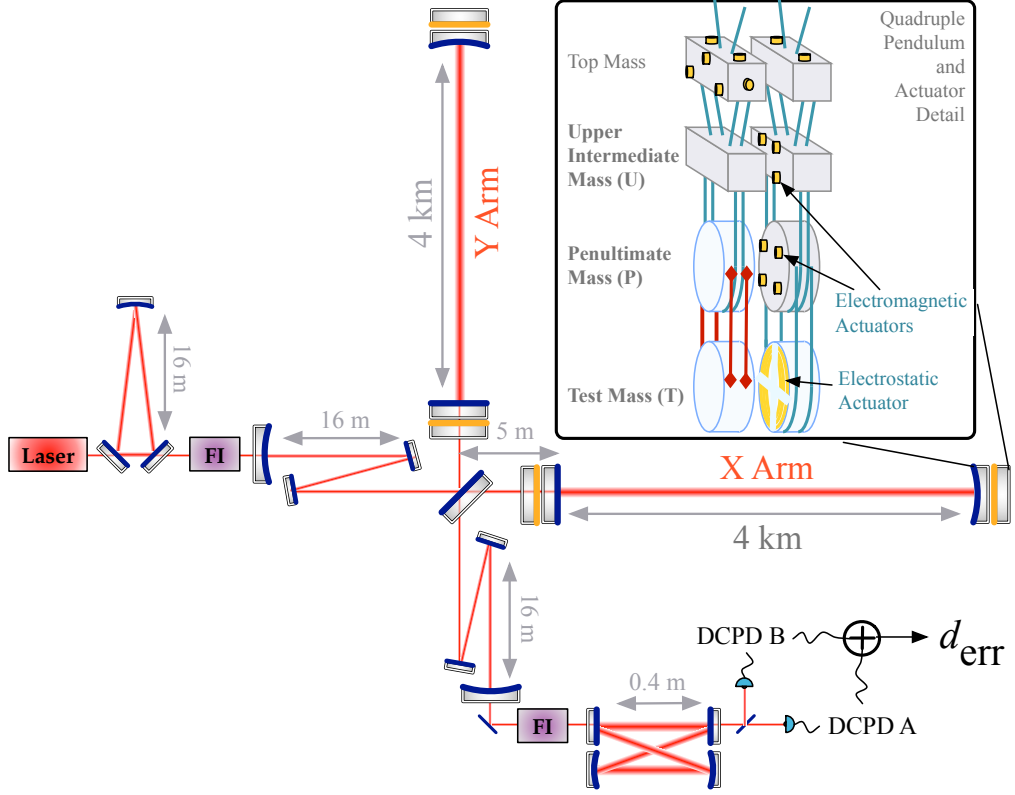 Quadruple
Pendulum
and
Actuator
Detail
Top Mass
Upper
Intermediate
Mass (U)
Penultimate
Mass (P)
Electromagnetic
Actuators
Test Mass (T)
Electrostatic
Actuator
4 km
Y Arm
16 m
Laser
FI
16 m
5 m
X Arm
4 km
16 m
FI
0.4 m
DCPD B
DCPD A
d_err